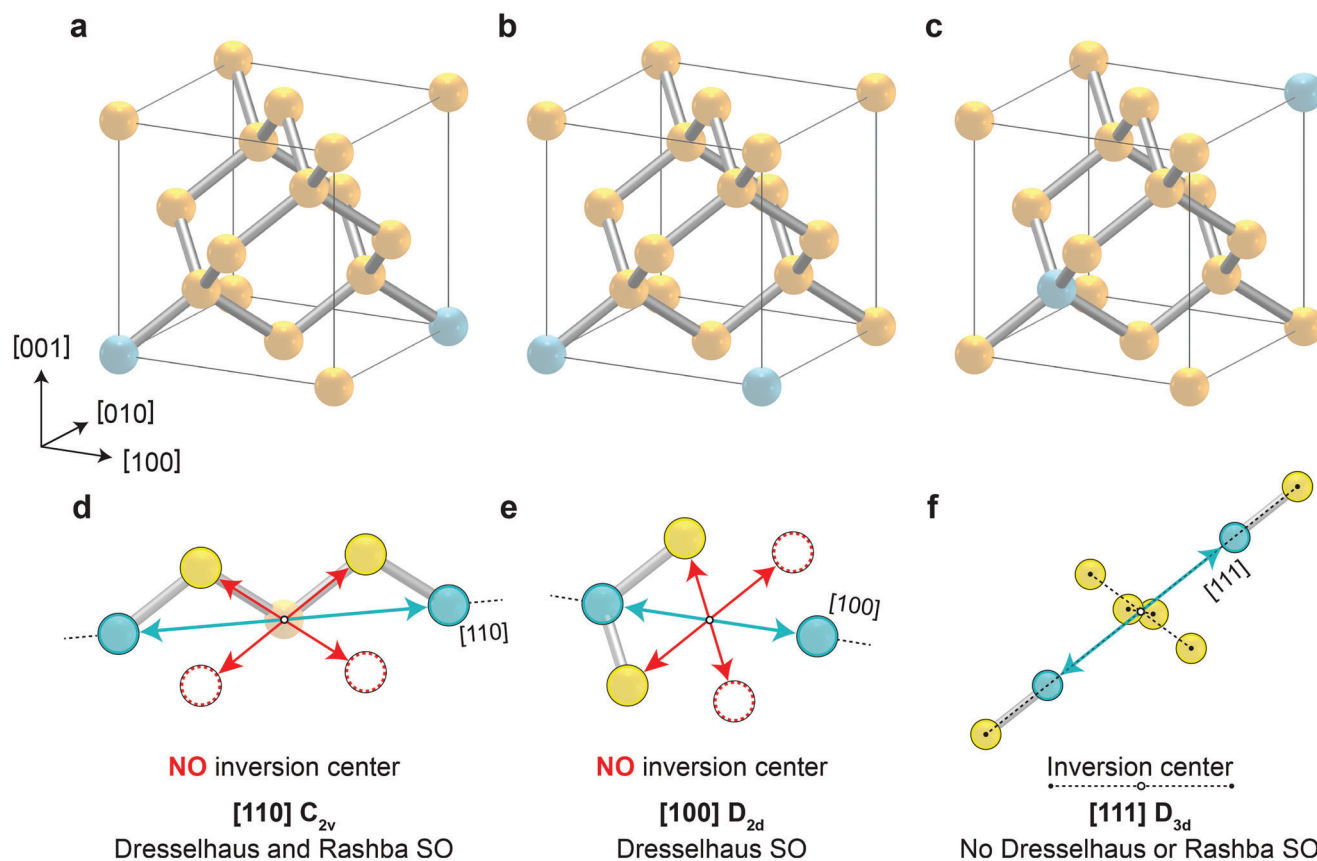 a
b
c
[001]
[010]
[100]
d
e
f
[110]
[100]
[111]
NO inversion center
NO inversion center
Inversion center
[110] C2v
[100] D2d
[111] D3d
Dresselhaus and Rashba SO
Dresselhaus SO
No Dresselhaus or Rashba SO